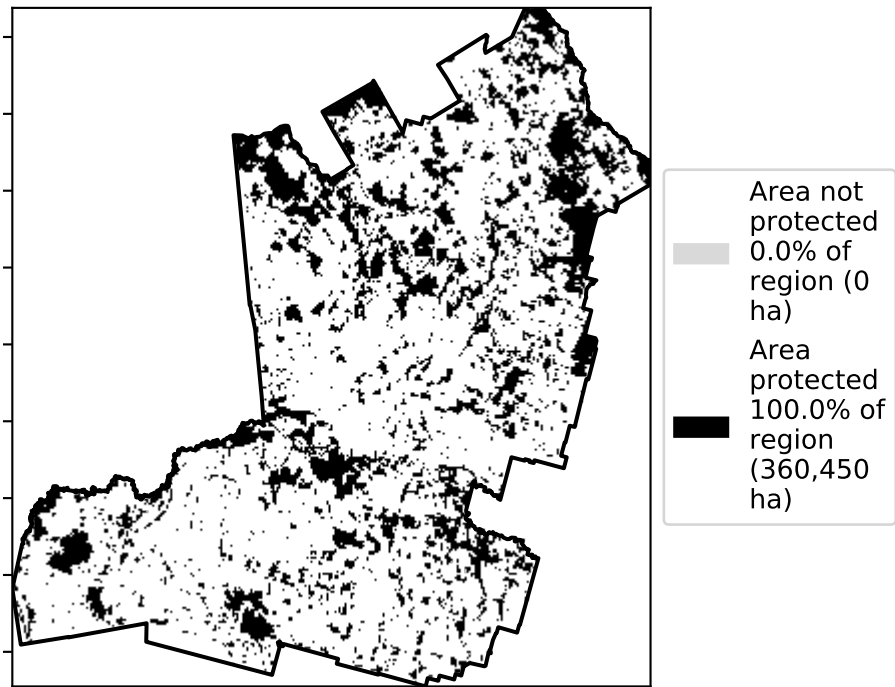 Area not
protected
0.0% of
region (0
ha)
Area
protected
100.0% of
region
(360,450
ha)